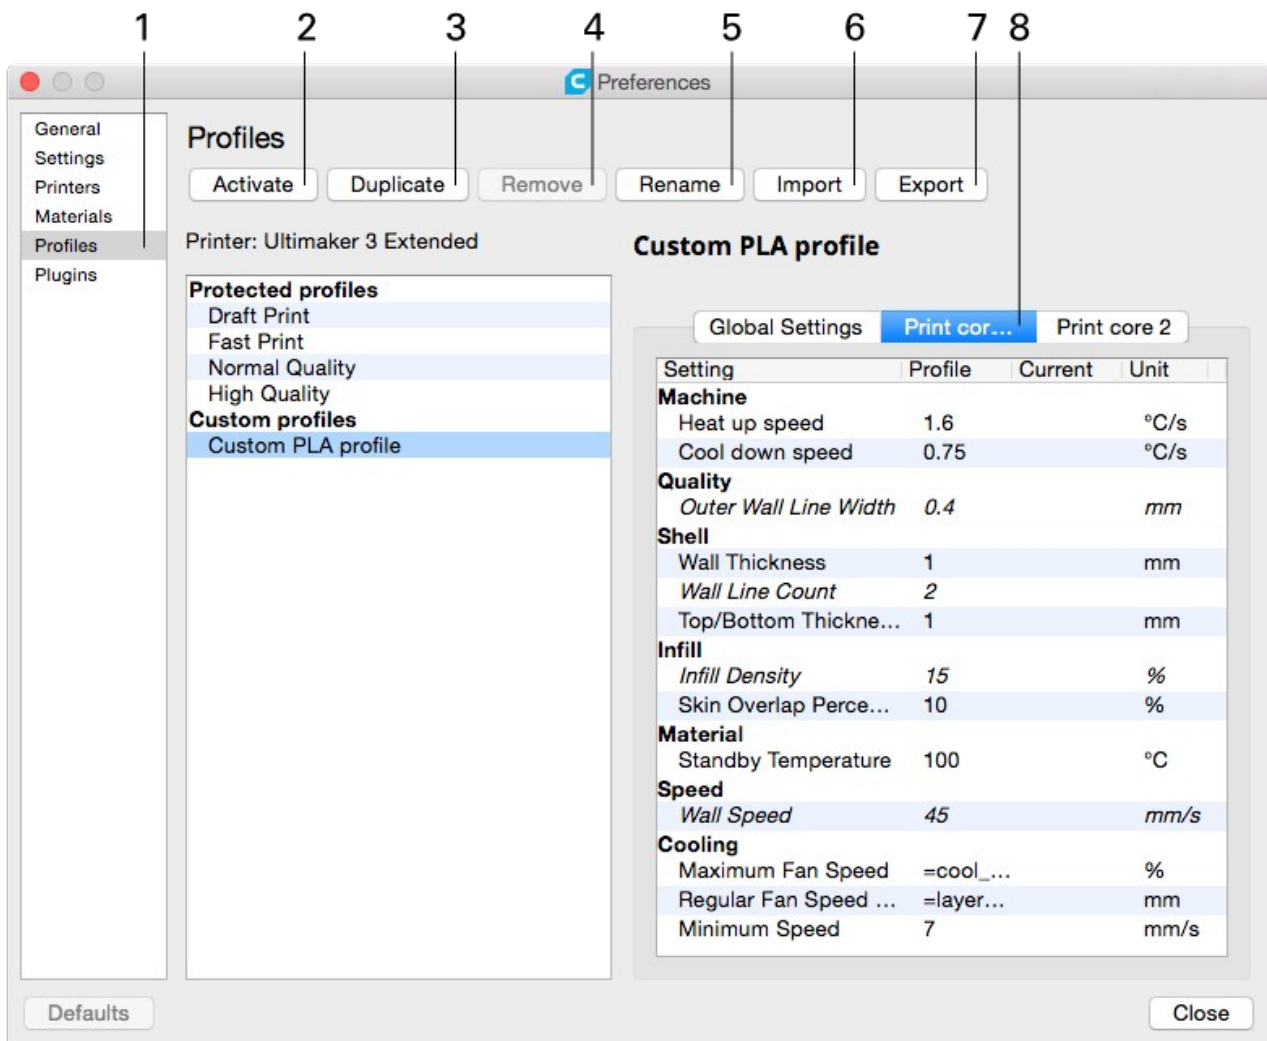 1 2 3 4 5 6 7 8
Preferences
General
Settings
Printers
Materials
Profiles
Plugins
Profiles
Activate Duplicate Remove Rename Import Export
Printer: Ultimaker 3 Extended
Protected profiles
Draft Print
Fast Print
Normal Quality
High Quality
Custom profiles
Custom PLA profile
Custom PLA profile
Global Settings Print cor... Print core 2
Setting Profile Current Unit
Machine
Heat up speed 1.6 °C/s
Cool down speed 0.75 °C/s
Quality
Outer Wall Line Width 0.4 mm
Shell
Wall Thickness 1 mm
Wall Line Count 2
Top/Bottom Thickne... 1 mm
Infill
Infill Density 15 %
Skin Overlap Perce... 10 %
Material
Standby Temperature 100 °C
Speed
Wall Speed 45 mm/s
Cooling
Maximum Fan Speed =cool_... %
Regular Fan Speed ... =layer... mm
Minimum Speed 7 mm/s
Defaults Close